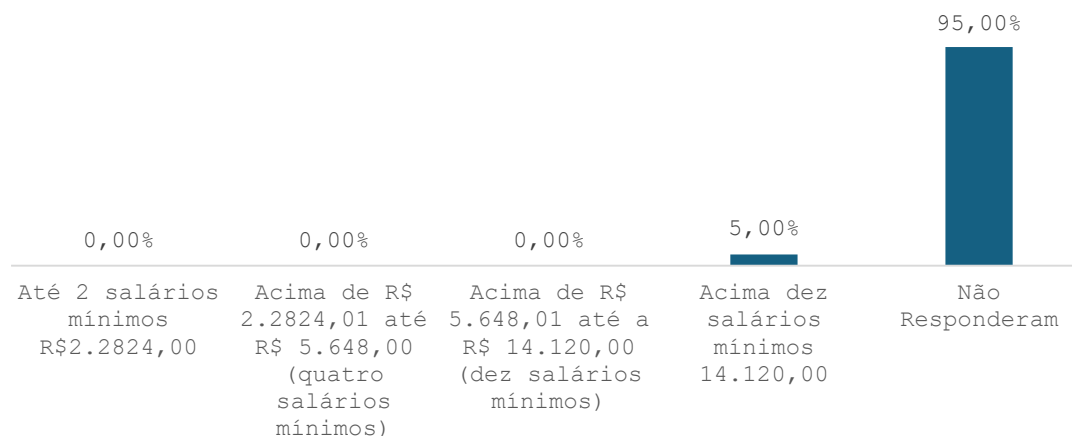 95,00%
0,00%
0,00%
0,00%
5,00%
Até 2 salários
mínimos
R$2.2824,00
Acima de R$
2.2824,01 até
R$ 5.648,00
(quatro
salários
mínimos)
Acima de R$
5.648,01 até a
R$ 14.120,00
(dez salários
mínimos)
Acima dez
salários
mínimos
14.120,00
Não
Responderam